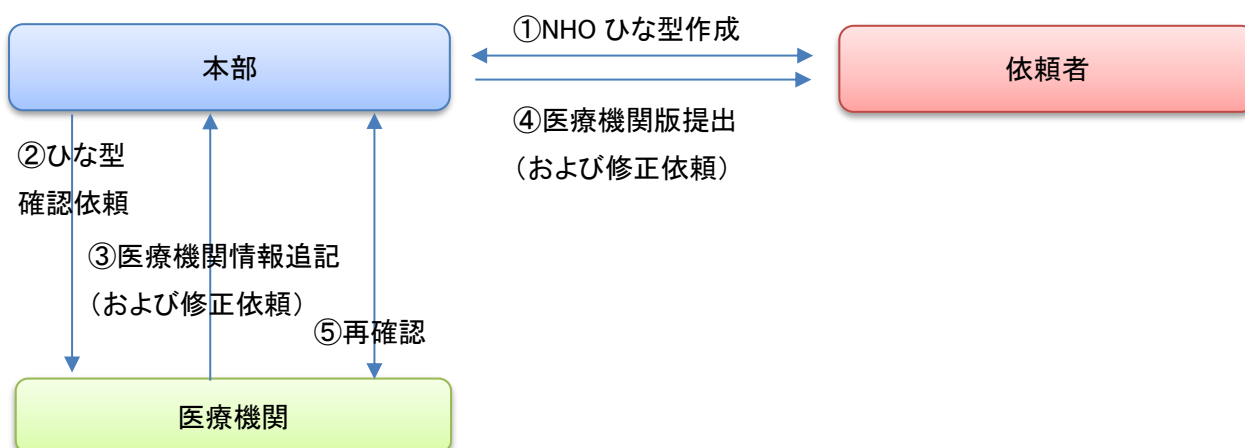 ①NHO ひな型作成
本部
依頼者
④医療機関版提出
（および修正依頼）
②ひな型
確認依頼
③医療機関情報追記
（および修正依頼）
⑤再確認
医療機関